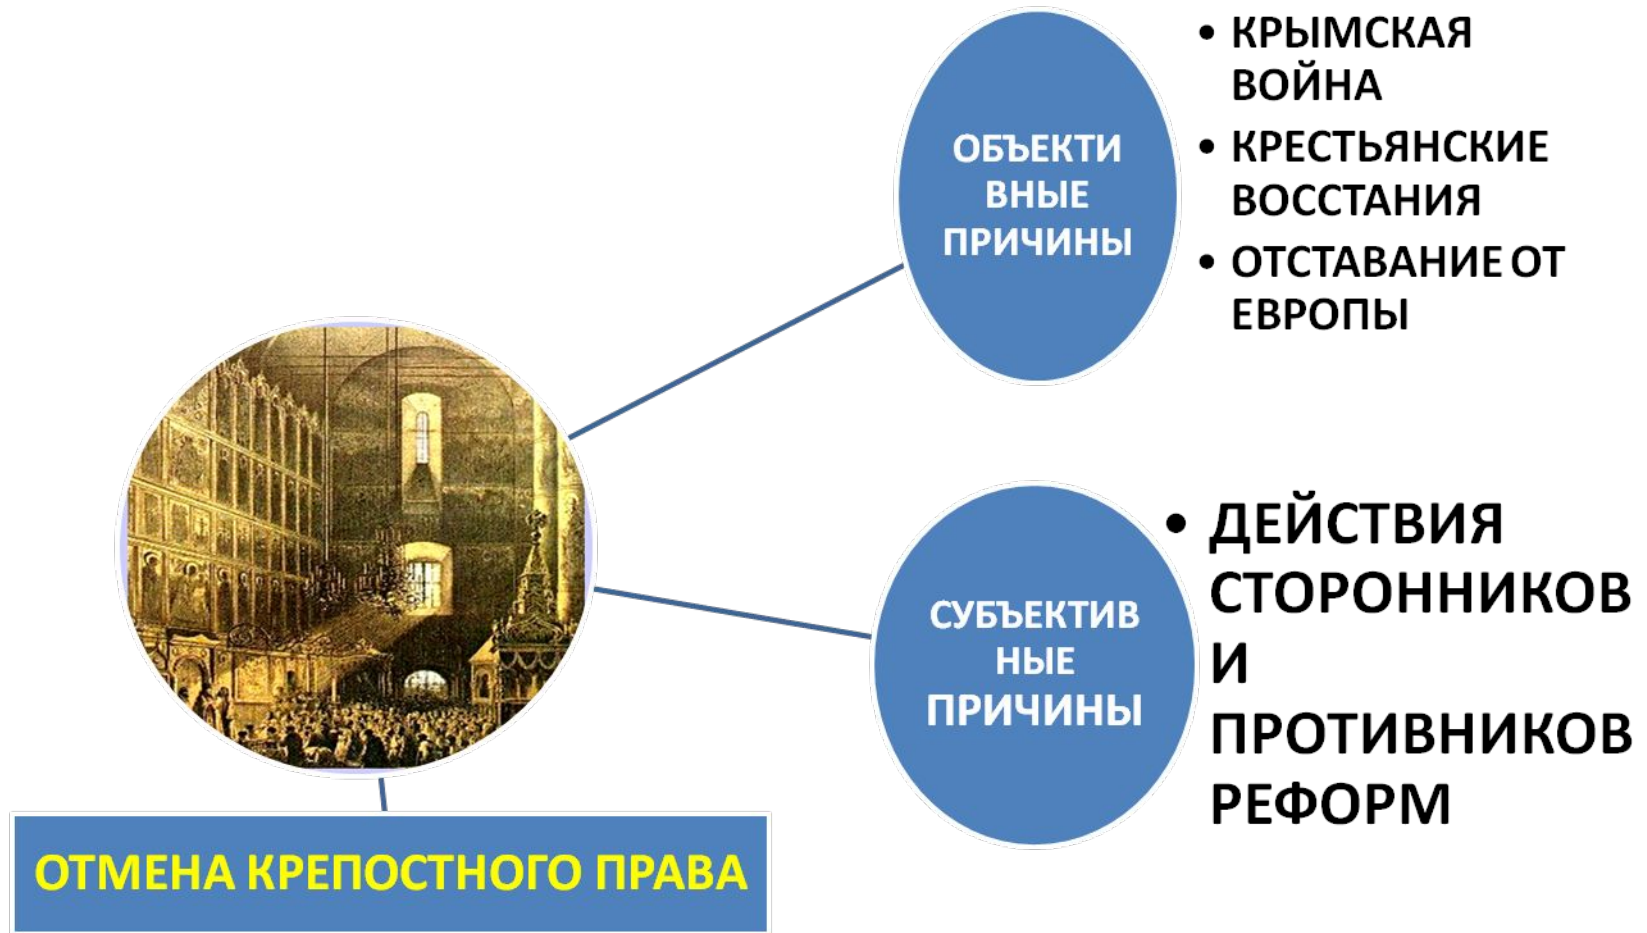 ОБЪЕКТИ
ВНЫЕ
ПРИЧИНЫ
• КРЫМСКАЯ
ВОЙНА
• КРЕСТЬЯНСКИЕ
ВОССТАНИЯ
• ОТСТАВАНИЕ ОТ
ЕВРОПЫ
СУБЪЕКТИВ
НЫЕ
ПРИЧИНЫ
• ДЕЙСТВИЯ
СТОРОННИКОВ
И
ПРОТИВНИКОВ
РЕФОРМ
ОТМЕНА КРЕПОСТНОГО ПРАВА